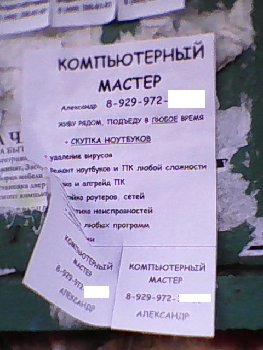 КОМПЬЮТЕРНЫЙ
МАСТЕР
Александр 8-929-972-
ЖИВУ РЯДОМ, ПОДЪЕДУ В ЛЮБОЕ ВРЕМЯ
- СКУПКА НОУТБУКОВ
удаление вирусов
ремонт ноутбуков и ПК любой сложности
и апгрейд ПК
роутеров, сетей
неисправностей
любых программ
КОМПЬЮТЕРНЫЙ
МАСТЕР
8-929-972-
АЛЕКСАНДР
КОМПЬЮТЕРНЫЙ
МАСТЕР
8-929-972-
АЛЕКСАНДР